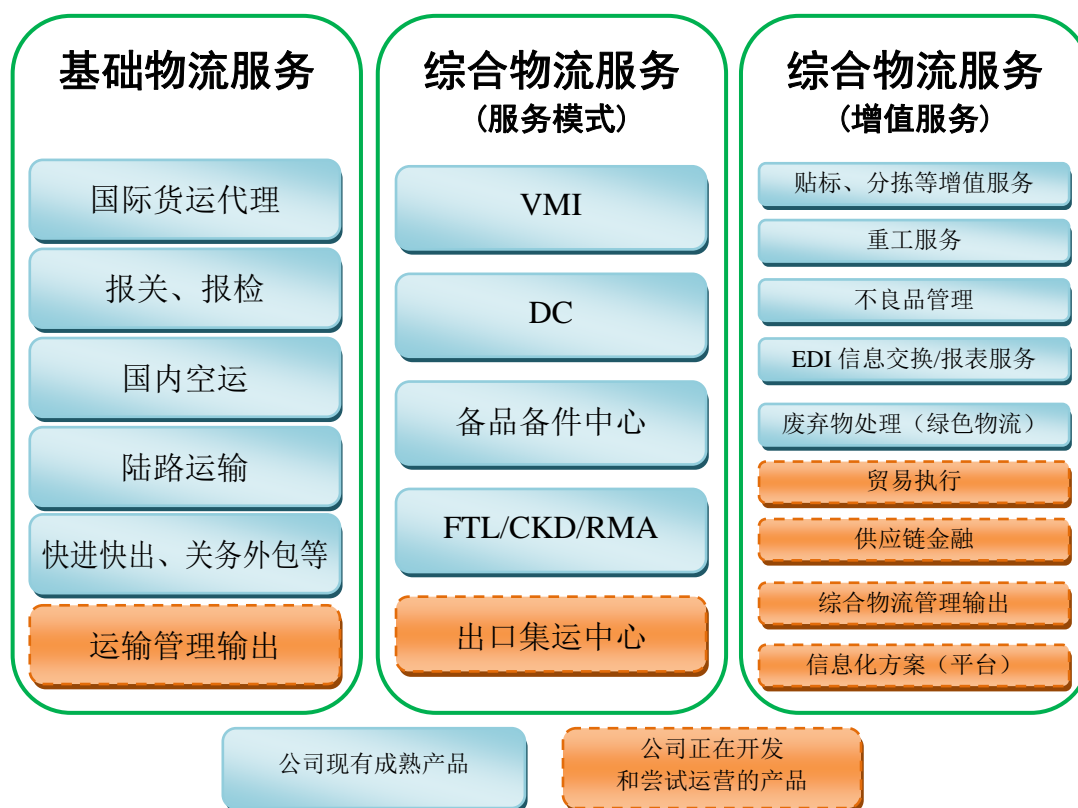 基础物流服务
国际货运代理
报关、报检
国内空运
陆路运输
快进快出、关务外包等
运输管理输出
综合物流服务
(服务模式)
VMI
DC
备品备件中心
FTL/CKD/RMA
出口集运中心
综合物流服务
(增值服务)
贴标、分拣等增值服务
重工服务
不良品管理
EDI 信息交换/报表服务
废弃物处理（绿色物流）
贸易执行
供应链金融
综合物流管理输出
信息化方案（平台）
公司现有成熟产品
公司正在开发
和尝试运营的产品